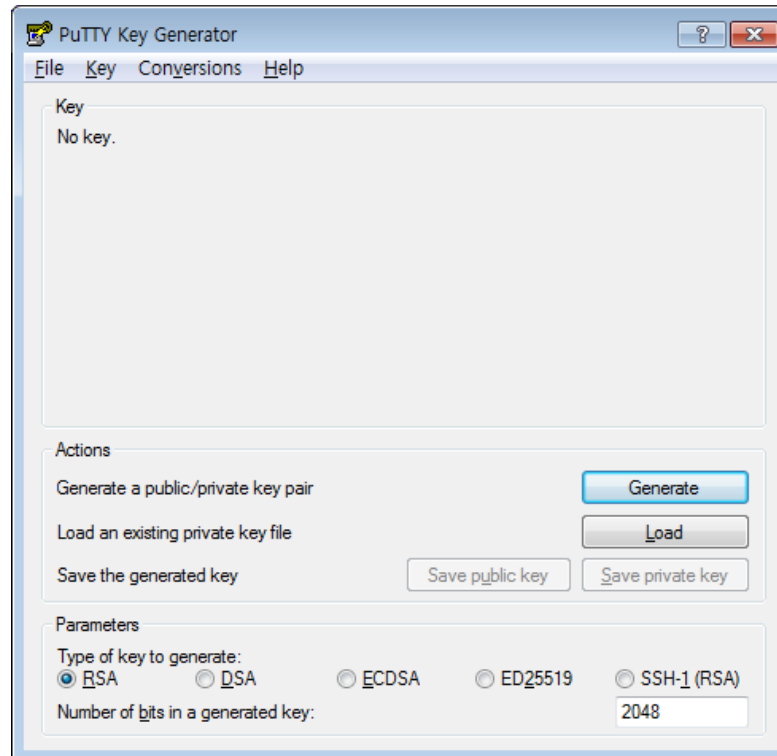 PuTTY Key Generator
File Key Conversions Help
Key
No key.
Actions
Generate a public/private key pair Generate
Load an existing private key file Load
Save the generated key Save public key Save private key
Parameters
Type of key to generate:
RSA DSA ECDSA ED25519 SSH-1 (RSA)
Number of bits in a generated key: 2048